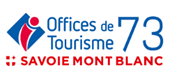 Offices de
Tourisme 73
SAVOIE MONT BLANC